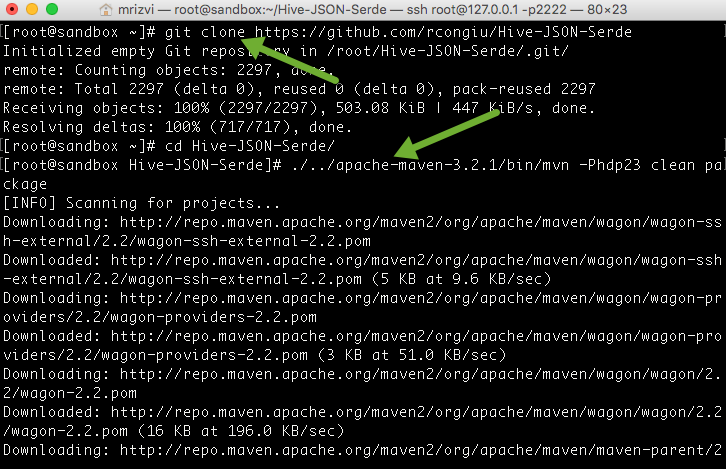 mrizvi — root@sandbox:~/Hive-JSON-Serde — ssh root@127.0.0.1 -p2222 — 80×23
[root@sandbox ~]# git clone https://github.com/rcongiu/Hive-JSON-Serde
Initialized empty Git repository in /root/Hive-JSON-Serde/.git/
remote: Counting objects: 2297, done.
remote: Total 2297 (delta 0), reused 0 (delta 0), pack-reused 2297
Receiving objects: 100% (2297/2297), 503.08 KiB | 447 KiB/s, done.
Resolving deltas: 100% (717/717), done.
[root@sandbox ~]# cd Hive-JSON-Serde/
[root@sandbox Hive-JSON-Serde]# ./../apache-maven-3.2.1/bin/mvn -Phdp23 clean pa
ckage
[INFO] Scanning for projects...
Downloading: http://repo.maven.apache.org/maven2/org/apache/maven/wagon/wagon-ss
h-external/2.2/wagon-ssh-external-2.2.pom
Downloaded: http://repo.maven.apache.org/maven2/org/apache/maven/wagon/wagon-ssh
-external/2.2/wagon-ssh-external-2.2.pom (5 KB at 9.6 KB/sec)
Downloading: http://repo.maven.apache.org/maven2/org/apache/maven/wagon/wagon-pr
oviders/2.2/wagon-providers-2.2.pom
Downloaded: http://repo.maven.apache.org/maven2/org/apache/maven/wagon/wagon-pro
viders/2.2/wagon-providers-2.2.pom (3 KB at 51.0 KB/sec)
Downloading: http://repo.maven.apache.org/maven2/org/apache/maven/wagon/wagon/2.
2/wagon-2.2.pom
Downloaded: http://repo.maven.apache.org/maven2/org/apache/maven/wagon/wagon/2.2
/wagon-2.2.pom (16 KB at 196.0 KB/sec)
Downloading: http://repo.maven.apache.org/maven2/org/apache/maven/maven-parent/2